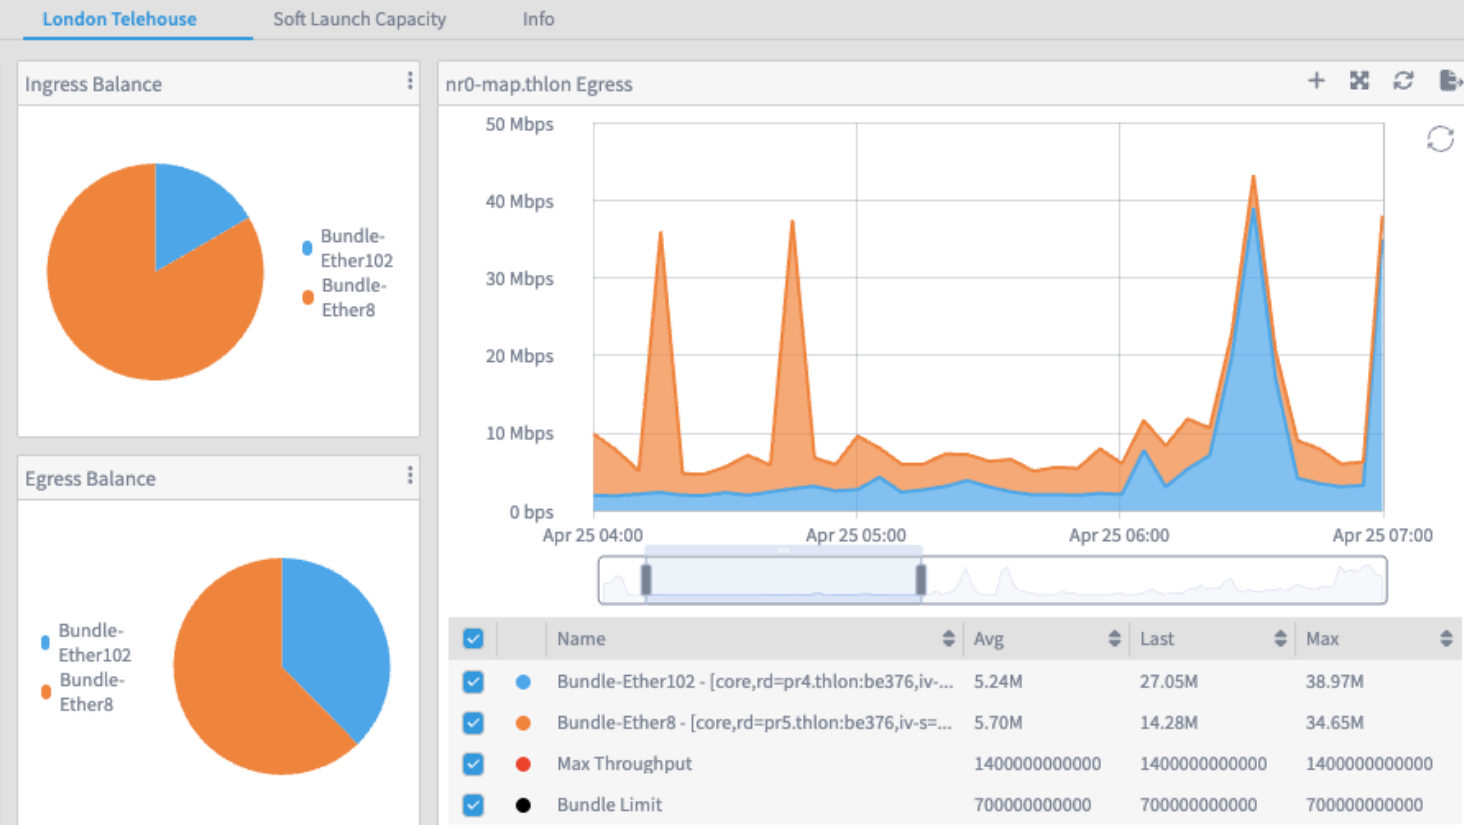 London Telehouse Soft Launch Capacity Info
Ingress Balance
Bundle-
Ether102
Bundle-
Ether8
Egress Balance
Bundle-
Ether102
Bundle-
Ether8
nr0-map.thlon Egress
50 Mbps
40 Mbps
30 Mbps
20 Mbps
10 Mbps
0 bps
Apr 25 04:00 Apr 25 05:00 Apr 25 06:00 Apr 25 07:00
Name Avg Last Max
Bundle-Ether102 - [core,rd=pr4.thlon:be376,iv-... 5.24M 27.05M 38.97M
Bundle-Ether8 - [core,rd=pr5.thlon:be376,iv-s=... 5.70M 14.28M 34.65M
Max Throughput 1400000000000 1400000000000 1400000000000
Bundle Limit 700000000000 700000000000 700000000000